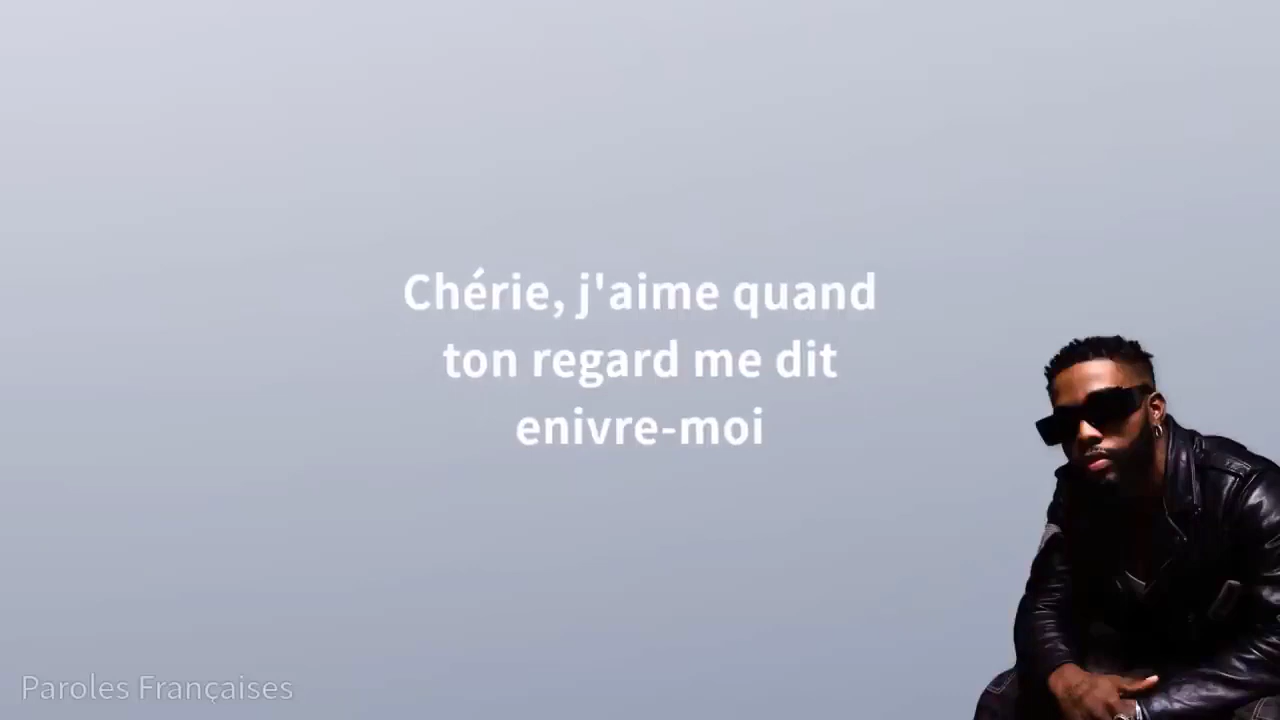 Chérie, j'aime quand
ton regard me dit
enivre-moi
Paroles Françaises